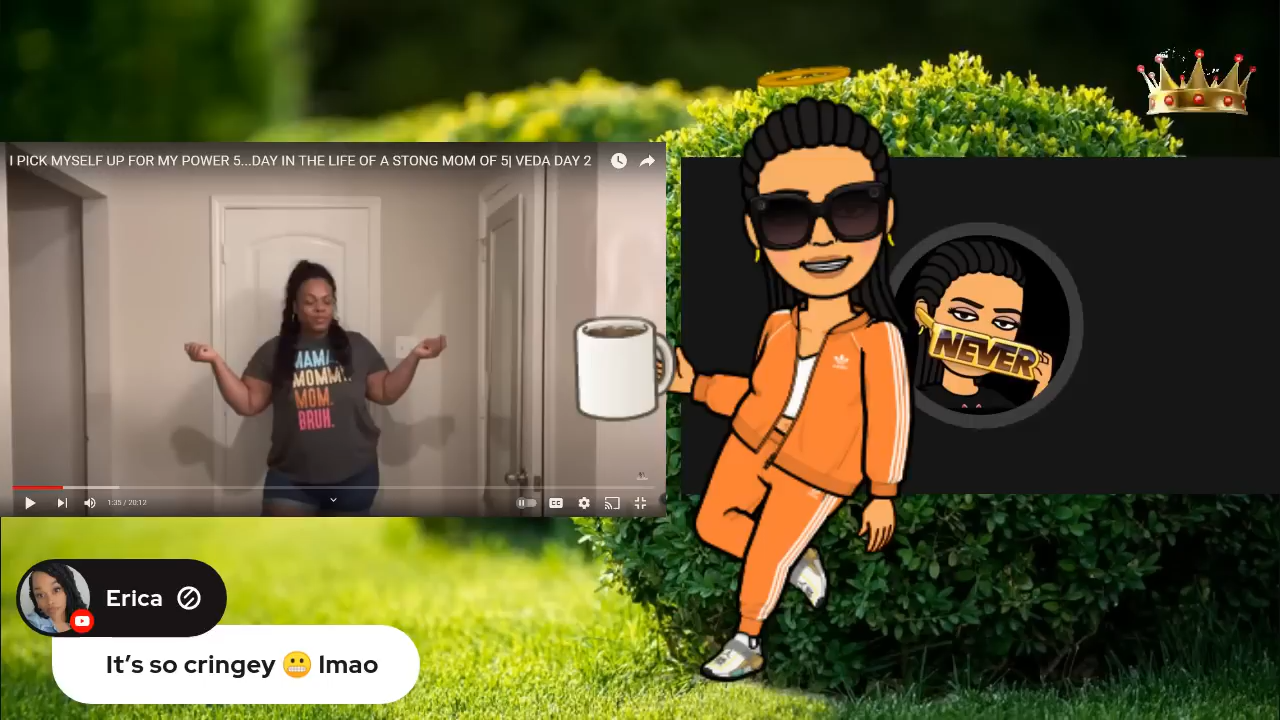 I PICK MYSELF UP FOR MY POWER 5...DAY IN THE LIFE OF A STONG MOM OF 5| VEDA DAY 2
MAMA.
MOMMY.
MOM.
BRUH.
NEVER
1:35 / 20:12
CC
Erica
It’s so cringey 😬 lmao